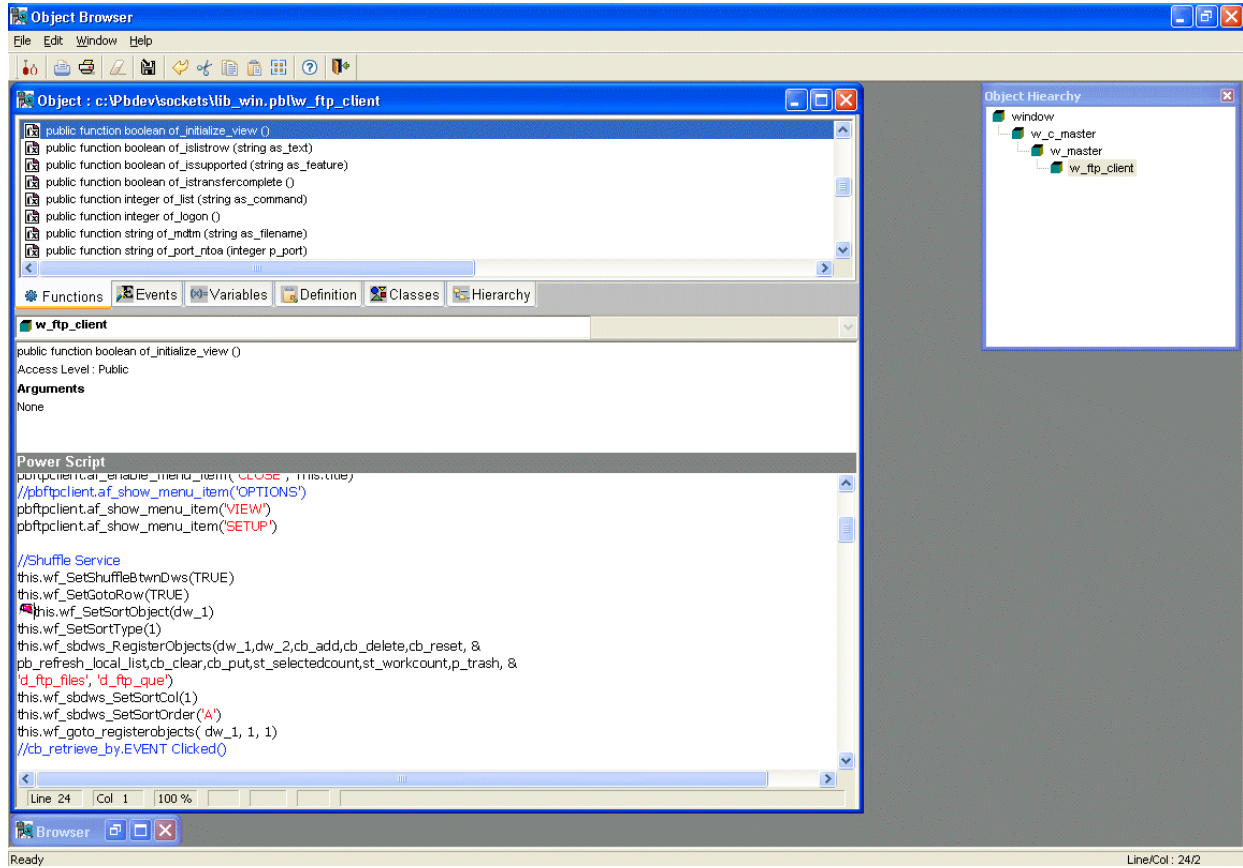 Object Browser
File Edit Window Help
Object : c:\Pbdev\sockets\lib_win.pbl\w_ftp_client
public function boolean of_initialize_view ()
public function boolean of_islistrow (string as_text)
public function boolean of_issupported (string as_feature)
public function boolean of_istransfercomplete ()
public function integer of_list (string as_command)
public function integer of_logon ()
public function string of_mdtm (string as_filename)
public function string of_port_ntoa (integer p_port)
Functions Events Variables Definition Classes Hierarchy
w_ftp_client
public function boolean of_initialize_view ()
Access Level : Public
Arguments
None
Power Script
pbftpclient.af_enable_menu_item( 'CLOSE' , This.title)
//pbftpclient.af_show_menu_item('OPTIONS')
pbftpclient.af_show_menu_item('VIEW')
pbftpclient.af_show_menu_item('SETUP')
//Shuffle Service
this.wf_SetShuffleBtwnDws(TRUE)
this.wf_SetGotoRow(TRUE)
this.wf_SetSortObject(dw_1)
this.wf_SetSortType(1)
this.wf_sbdws_RegisterObjects(dw_1,dw_2,cb_add,cb_delete,cb_reset, &
pb_refresh_local_list,cb_clear,cb_put,st_selectedcount,st_workcount,p_trash, &
'd_ftp_files', 'd_ftp_que')
this.wf_sbdws_SetSortCol(1)
this.wf_sbdws_SetSortOrder('A')
this.wf_goto_registerobjects( dw_1, 1, 1)
//cb_retrieve_by.EVENT Clicked()
Line 24 Col 1 100 %
Browser
Object Hiearchy
window
w_c_master
w_master
w_ftp_client
Ready
Line/Col : 24/2